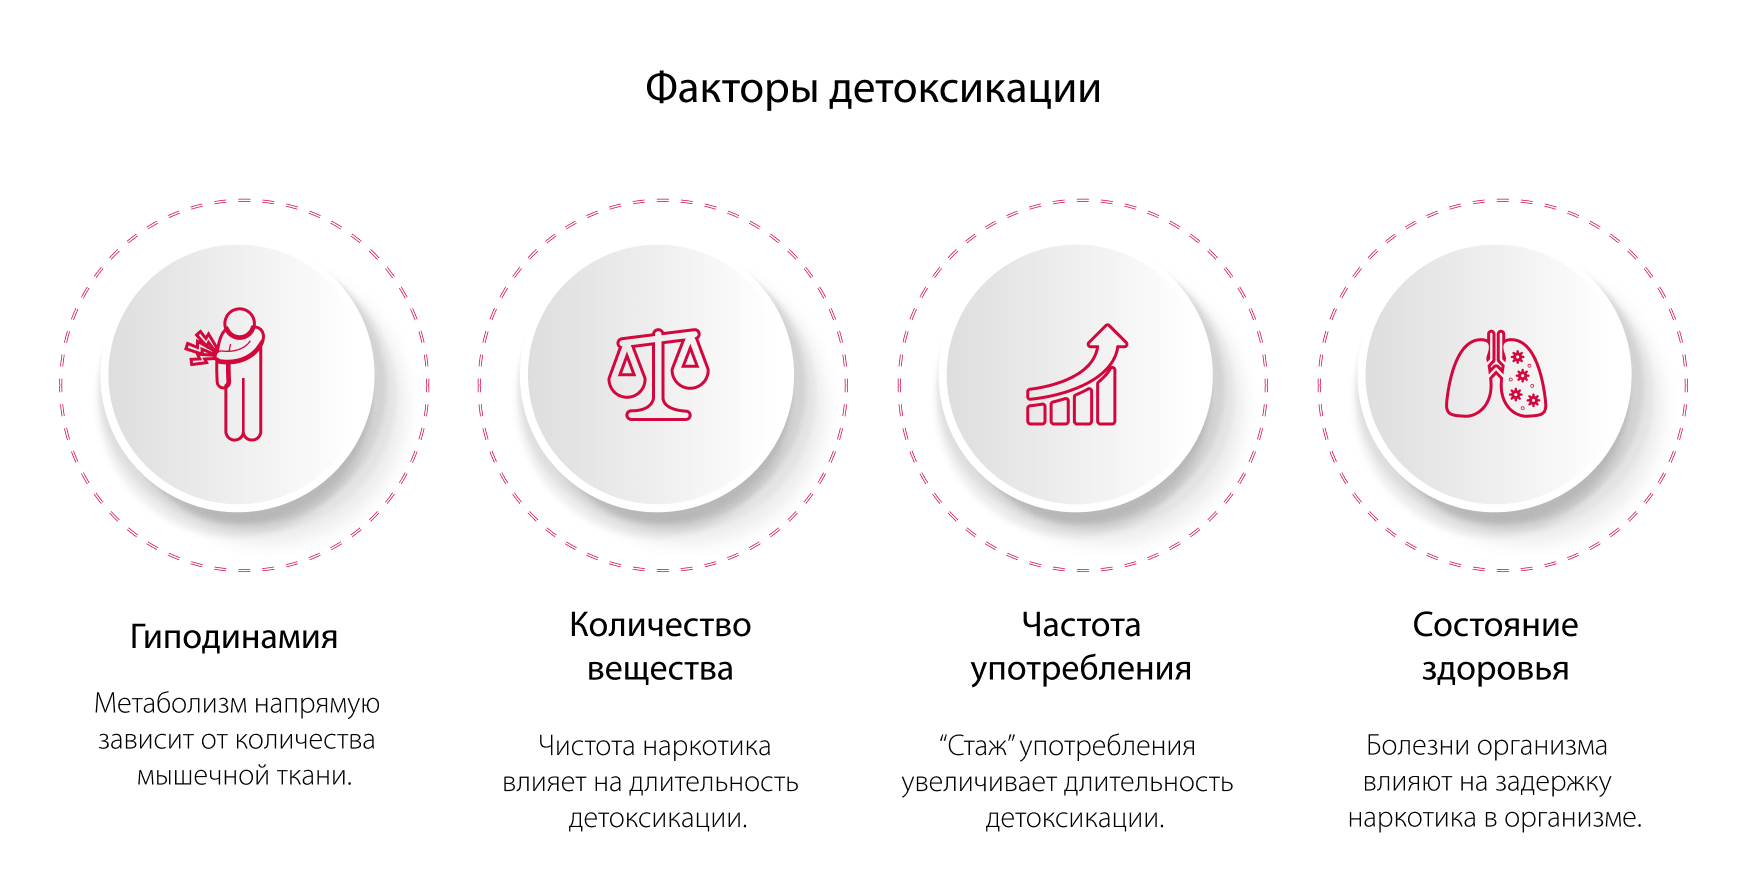 Факторы детоксикации
Гиподинамия
Метаболизм напрямую
зависит от количества
мышечной ткани.
Количество
вещества
Чистота наркотика
влияет на длительность
детоксикации.
Частота
употребления
“Стаж” употребления
увеличивает длительность
детоксикации.
Состояние
здоровья
Болезни организма
влияют на задержку
наркотика в организме.